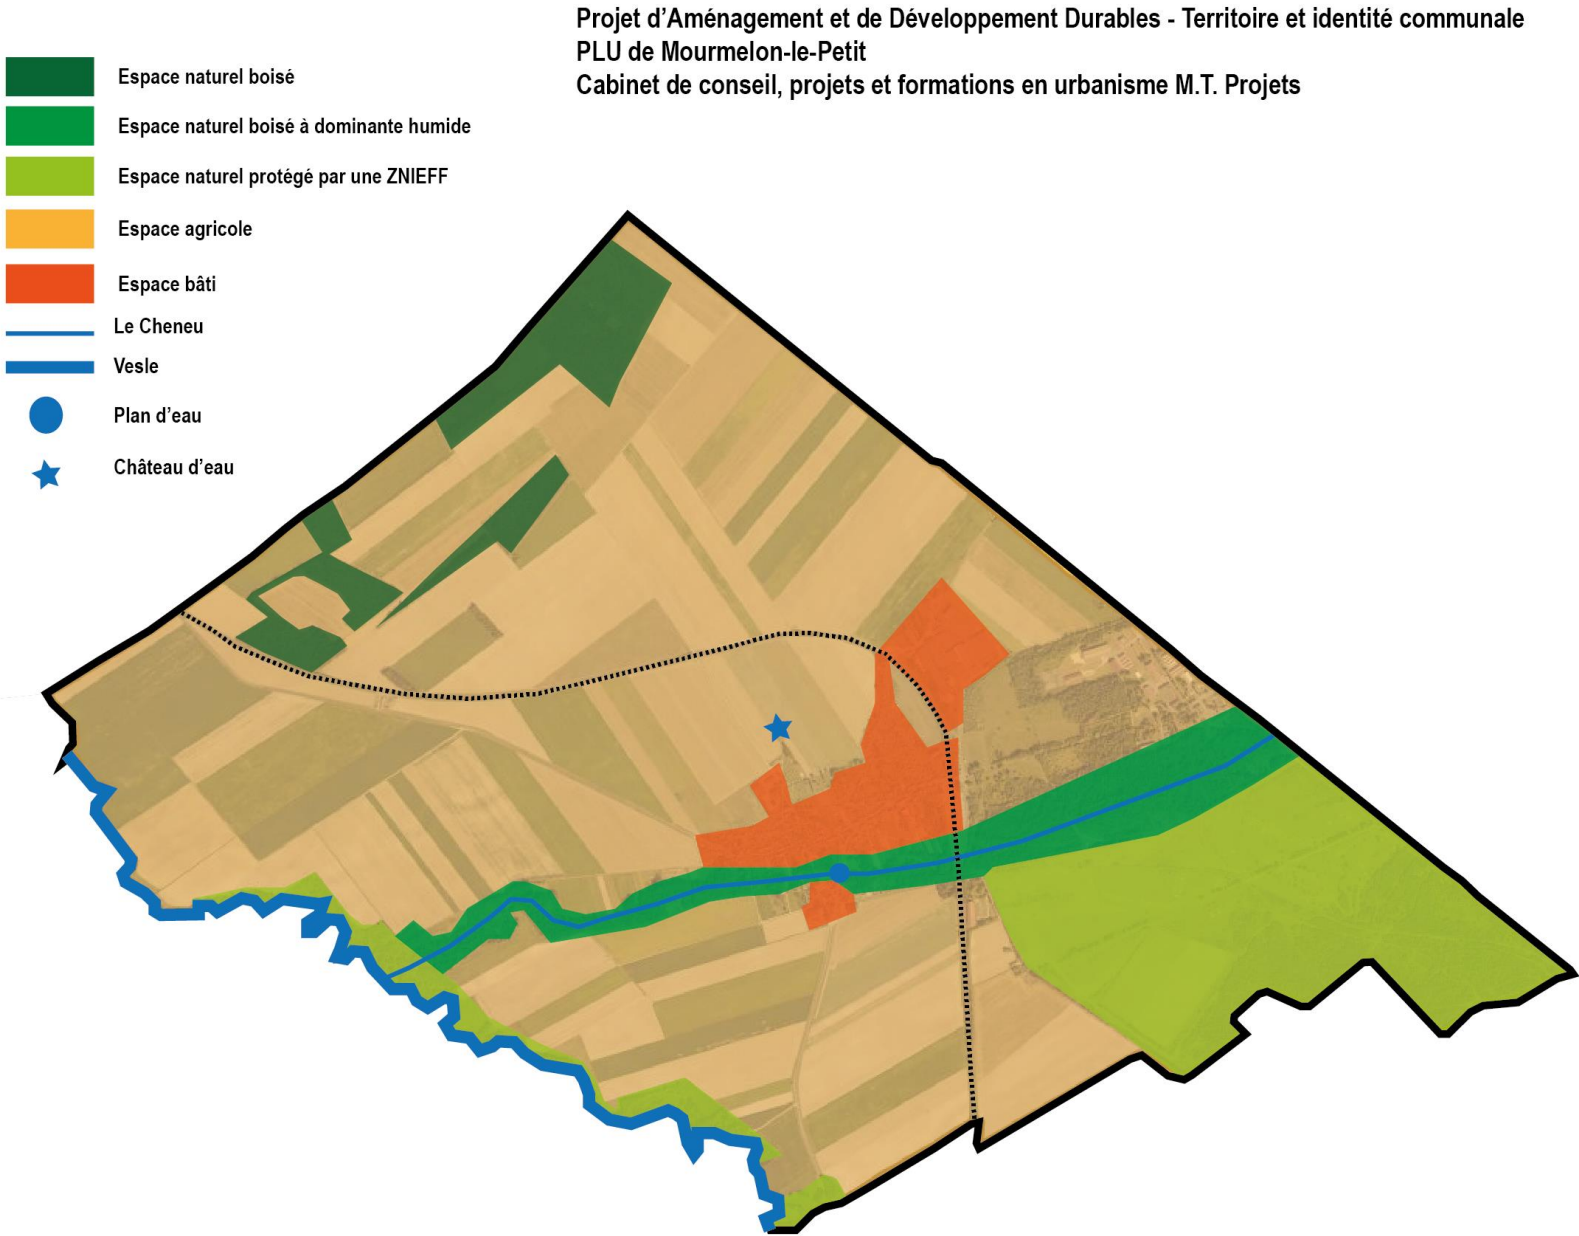 Projet d'Aménagement et de Développement Durables - Territoire et identité communale
PLU de Mourmelon-le-Petit
Cabinet de conseil, projets et formations en urbanisme M.T. Projets
Espace naturel boisé
Espace naturel boisé à dominante humide
Espace naturel protégé par une ZNIEFF
Espace agricole
Espace bâti
Le Cheneu
Vesle
Plan d'eau
Château d'eau